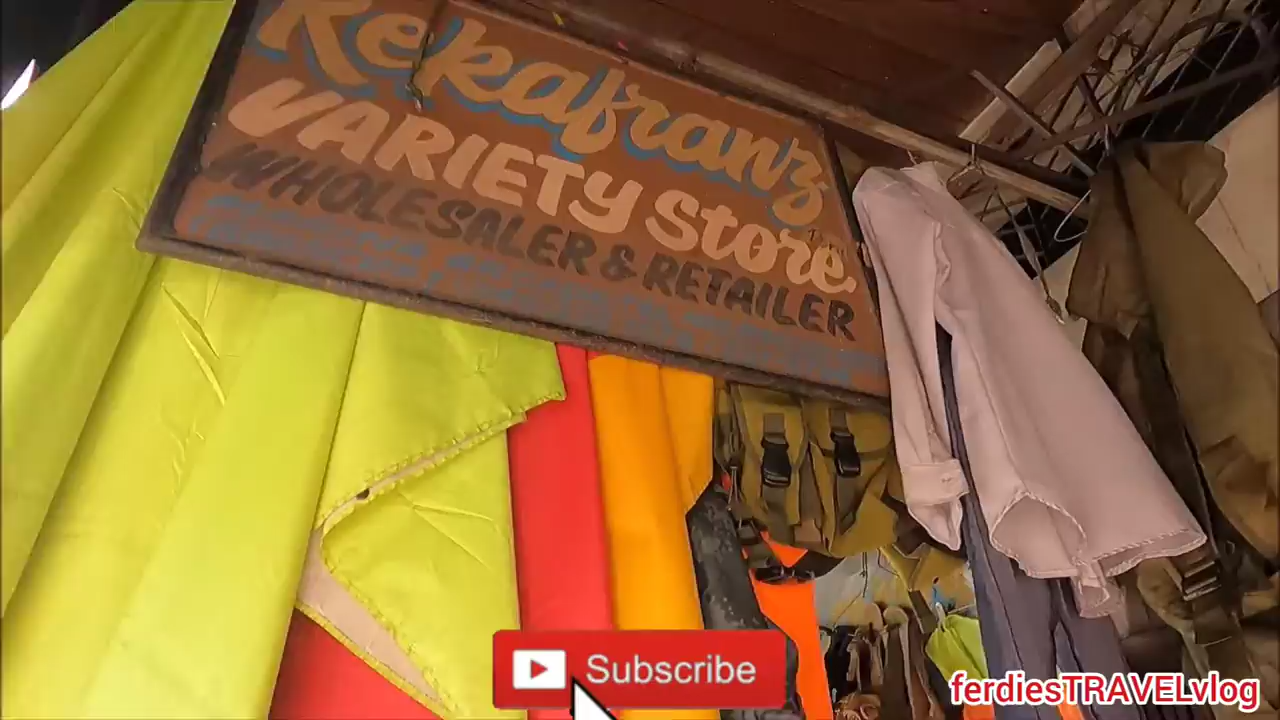 Rekafranz
VARIETY Store
WHOLESALER & RETAILER
Subscribe
ferdiesTRAVELvlog